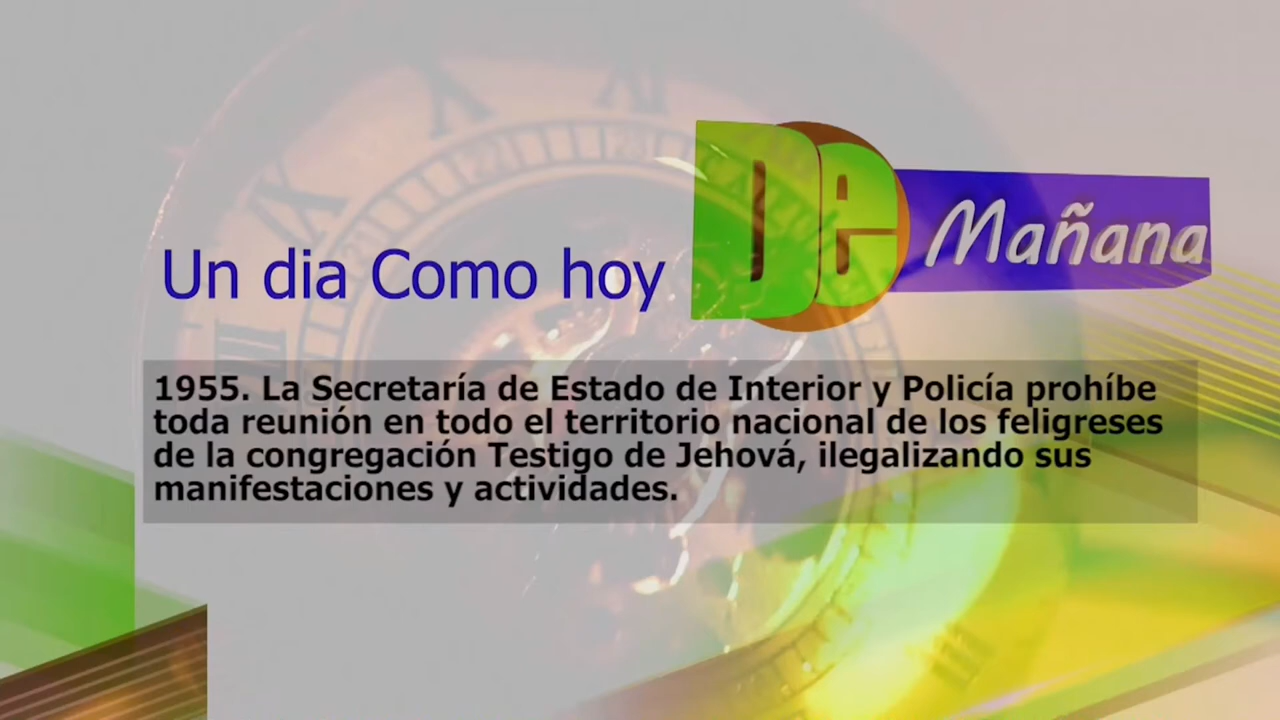 De Mañana
Un dia Como hoy
1955. La Secretaría de Estado de Interior y Policía prohíbe
toda reunión en todo el territorio nacional de los feligreses
de la congregación Testigo de Jehová, ilegalizando sus
manifestaciones y actividades.